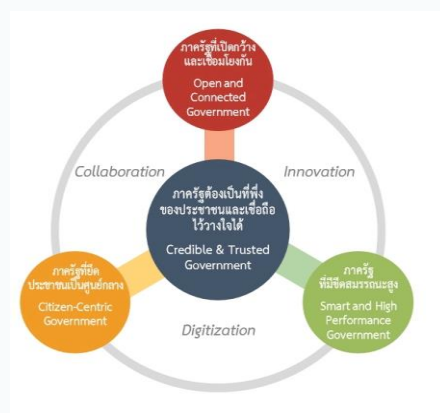 ภาครัฐที่เปิดกว้าง
และเชื่อมโยงกัน
Open and
Connected
Government
Collaboration
Innovation
ภาครัฐต้องเป็นที่พึ่ง
ของประชาชนและเชื่อถือ
ไว้วางใจได้
Credible & Trusted
Government
ภาครัฐที่ยึด
ประชาชนเป็นศูนย์กลาง
Citizen-Centric
Government
ภาครัฐ
ที่มีขีดสมรรถนะสูง
Smart and High
Performance
Government
Digitization